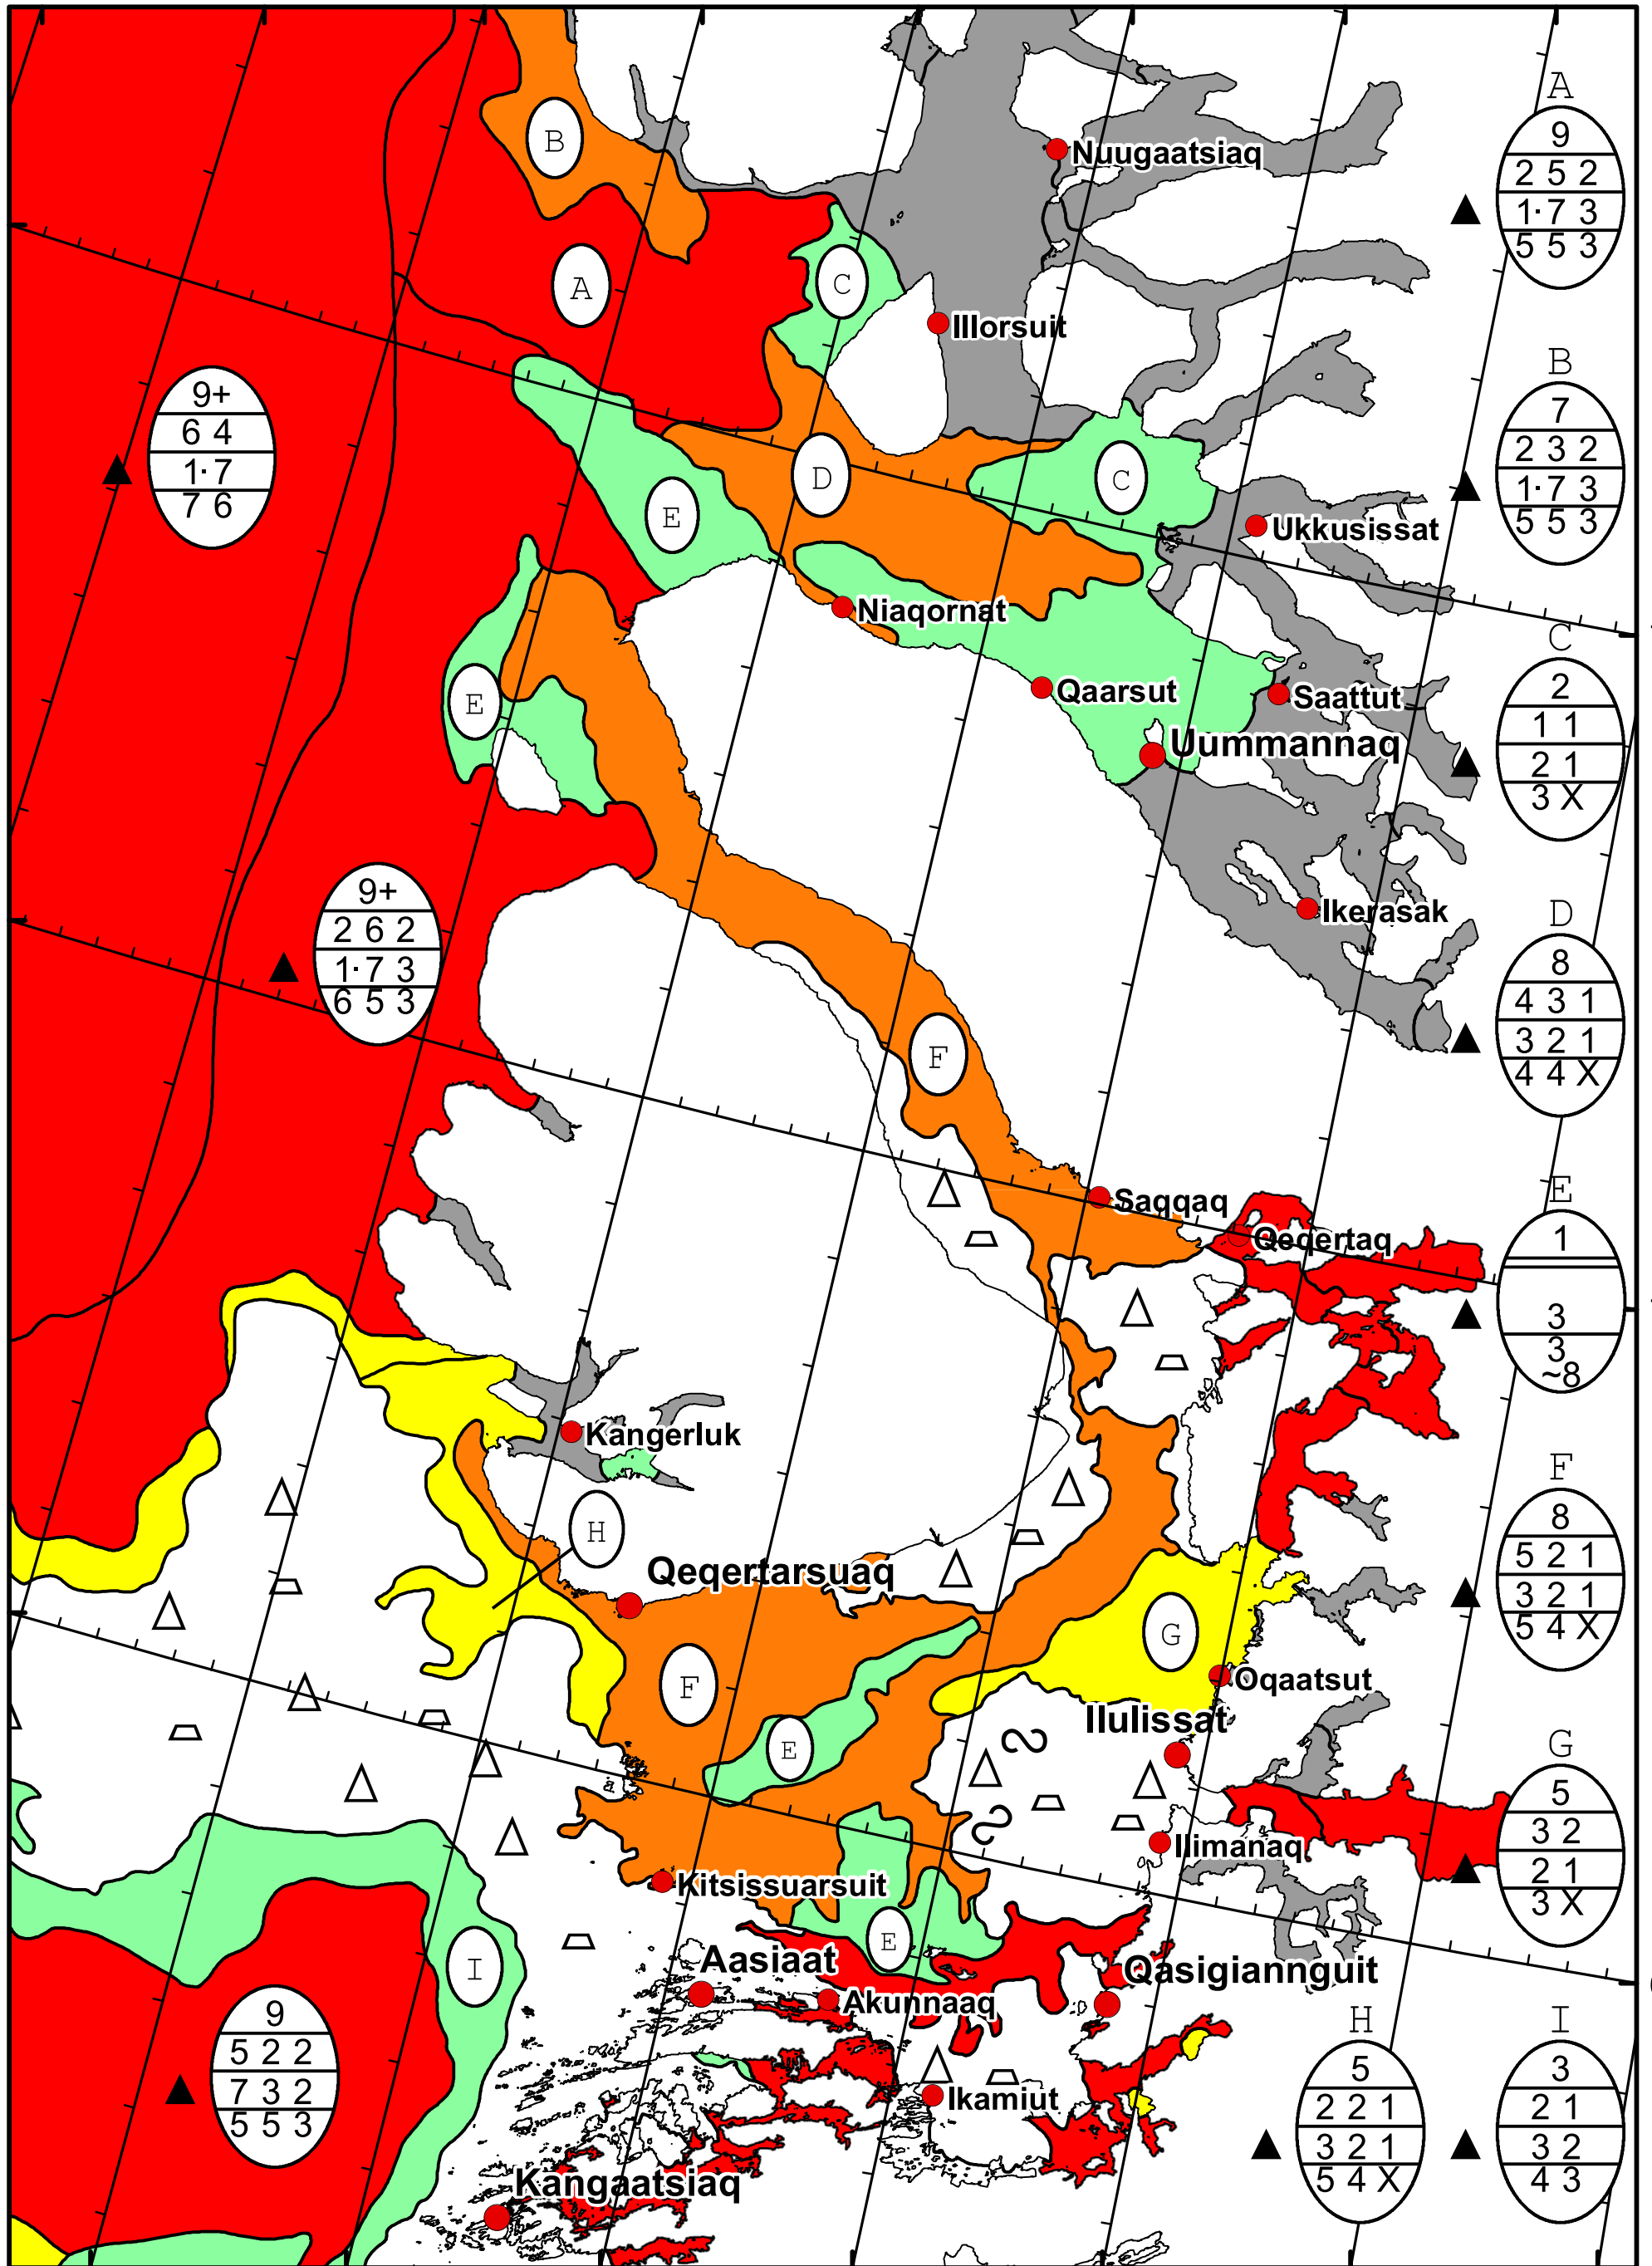 B
A
C
D
C
E
E
F
H
F
G
E
E
I
Nuugaatsiaq
Illorsuit
Ukkusissat
Niaqornat
Qaarsut
Saattut
Uummannaq
Ikerasak
Saqqaq
Qeqertaq
Kangerluk
Qeqertarsuaq
Oqaatsut
Ilulissat
Ilimanaq
Kitsissuarsuit
Aasiaat
Akunnaaq
Qasigiannguit
Ikamiut
Kangaatsiaq
9+
6 4
1·7
7 6
9+
2 6 2
1·7 3
6 5 3
9
5 2 2
7 3 2
5 5 3
A
9
2 5 2
1·7 3
5 5 3
B
7
2 3 2
1·7 3
5 5 3
C
2
1 1
2 1
3 X
D
8
4 3 1
3 2 1
4 4 X
E
1
3
3
~8
F
8
5 2 1
3 2 1
5 4 X
G
5
3 2
2 1
3 X
H
5
2 2 1
3 2 1
5 4 X
I
3
2 1
3 2
4 3